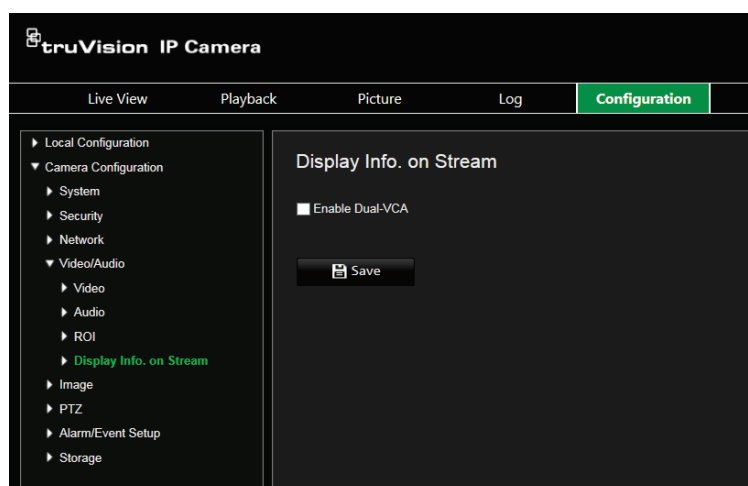 truVision IP Camera
Live View Playback Picture Log Configuration
Local Configuration
Camera Configuration
System
Security
Network
Video/Audio
Video
Audio
ROI
Display Info. on Stream
Image
PTZ
Alarm/Event Setup
Storage
Display Info. on Stream
Enable Dual-VCA
Save